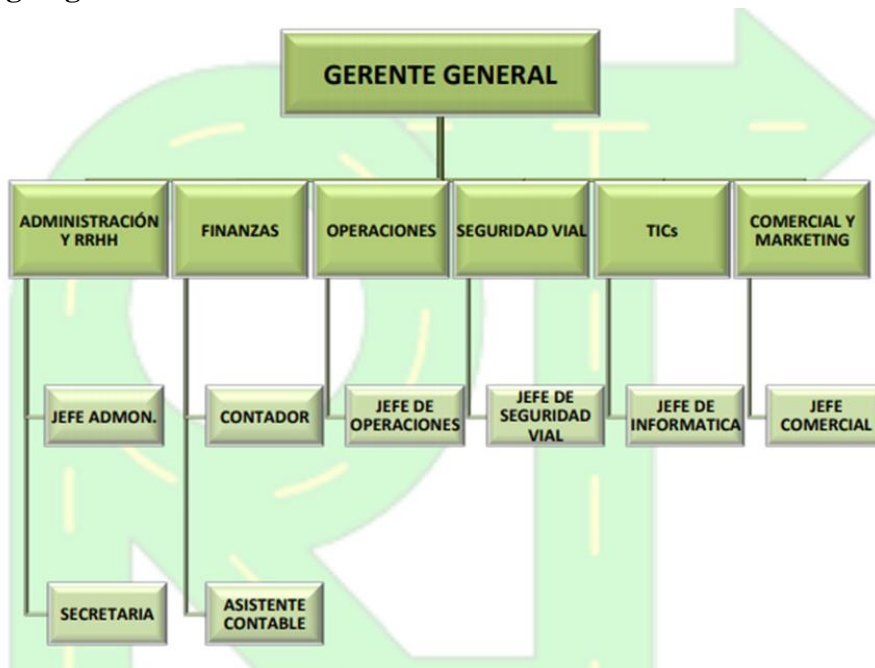 GERENTE GENERAL
ADMINISTRACIÓN
Y RRHH
FINANZAS
OPERACIONES
SEGURIDAD VIAL
TICs
COMERCIAL Y
MARKETING
JEFE ADMON.
CONTADOR
JEFE DE
OPERACIONES
JEFE DE
SEGURIDAD
VIAL
JEFE DE
INFORMATICA
JEFE
COMERCIAL
SECRETARIA
ASISTENTE
CONTABLE